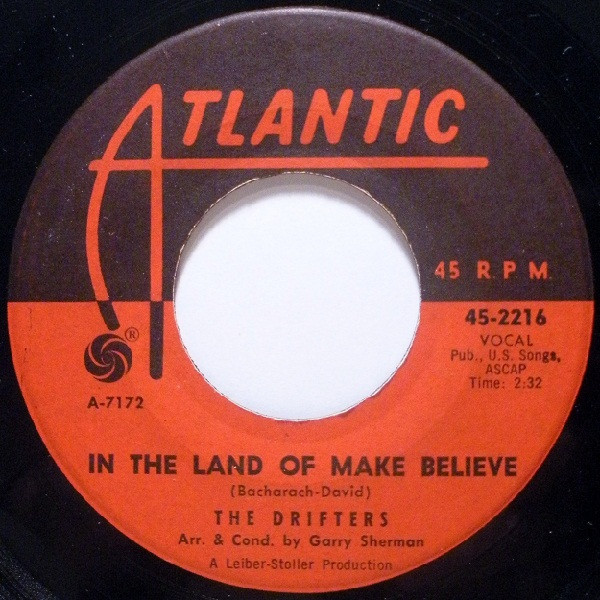 ATLANTIC
45 R.P.M.
®
45-2216
VOCAL
Pub., U.S. Songs,
ASCAP
Time: 2:32
A-7172
IN THE LAND OF MAKE BELIEVE
(Bacharach-David)
THE DRIFTERS
Arr. & Cond. by Garry Sherman
A Leiber-Stoller Production